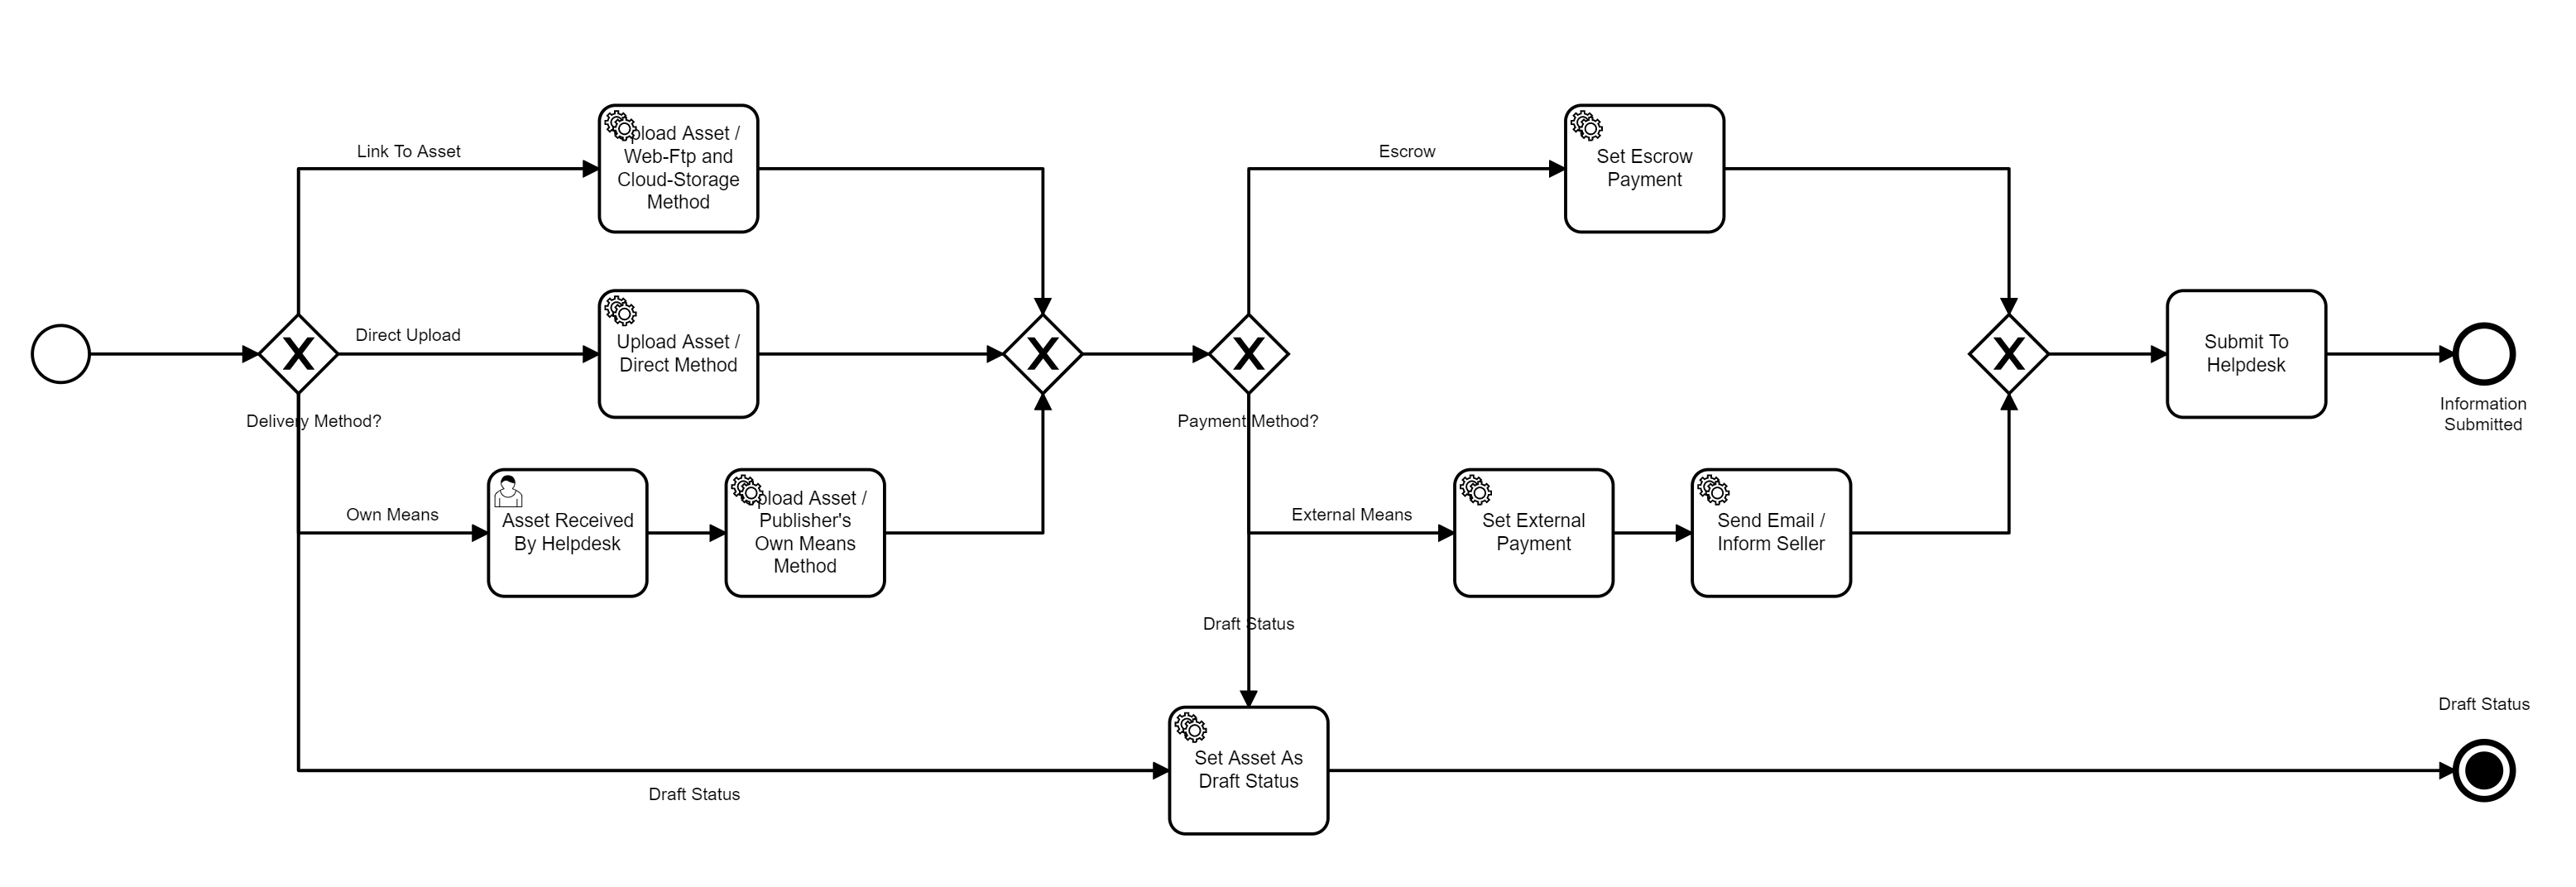 Link To Asset
pload Asset /
Web-Ftp and
Cloud-Storage
Method
Escrow
Set Escrow
Payment
Direct Upload
Upload Asset /
Direct Method
Delivery Method?
Payment Method?
Submit To
Helpdesk
Information
Submitted
Own Means
Asset Received
By Helpdesk
pload Asset /
Publisher's
Own Means
Method
External Means
Set External
Payment
Send Email /
Inform Seller
Draft Status
Draft Status
Set Asset As
Draft Status
Draft Status